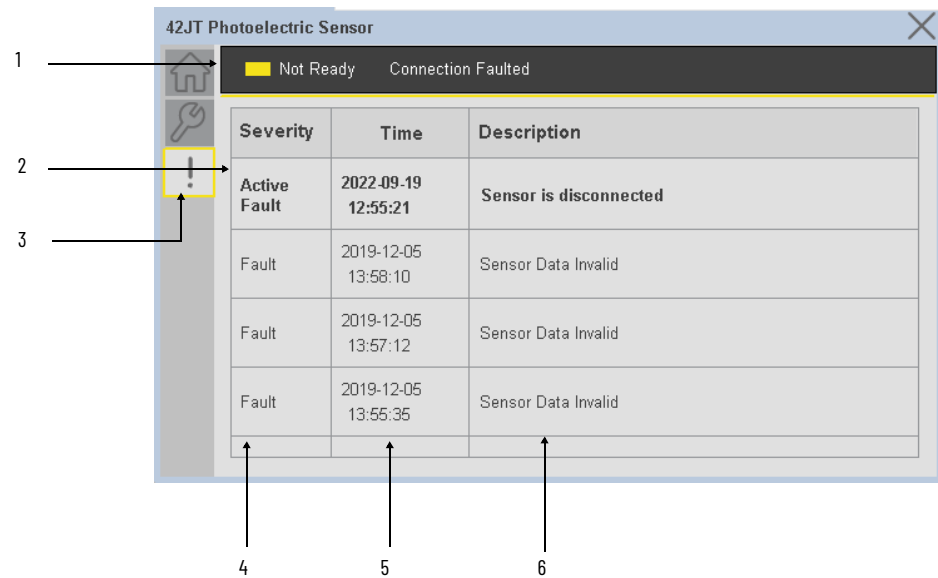 42JT Photoelectric Sensor
1
Not Ready Connection Faulted
Severity Time Description
2
Active Fault
2022-09-19 12:55:21
Sensor is disconnected
3
Fault
2019-12-05 13:58:10
Sensor Data Invalid
Fault
2019-12-05 13:57:12
Sensor Data Invalid
Fault
2019-12-05 13:55:35
Sensor Data Invalid
4 5 6